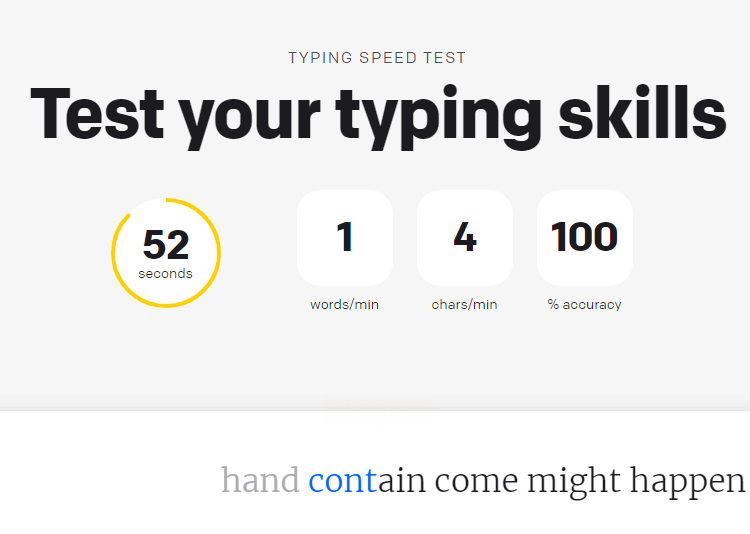 TYPING SPEED TEST
Test your typing skills
52 1 4 100
seconds
words/min chars/min % accuracy
hand contain come might happen